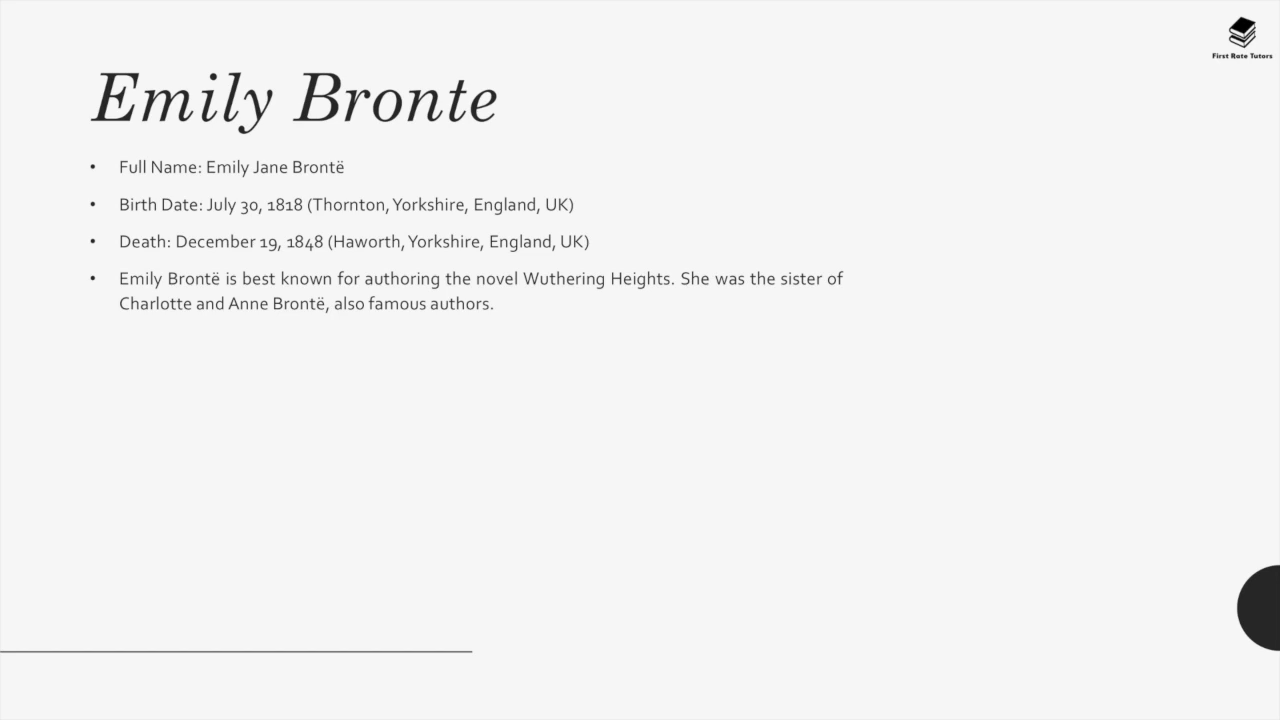 First Rate Tutors
Emily Bronte
• Full Name: Emily Jane Brontë
• Birth Date: July 30, 1818 (Thornton, Yorkshire, England, UK)
• Death: December 19, 1848 (Haworth, Yorkshire, England, UK)
• Emily Brontë is best known for authoring the novel Wuthering Heights. She was the sister of
Charlotte and Anne Brontë, also famous authors.